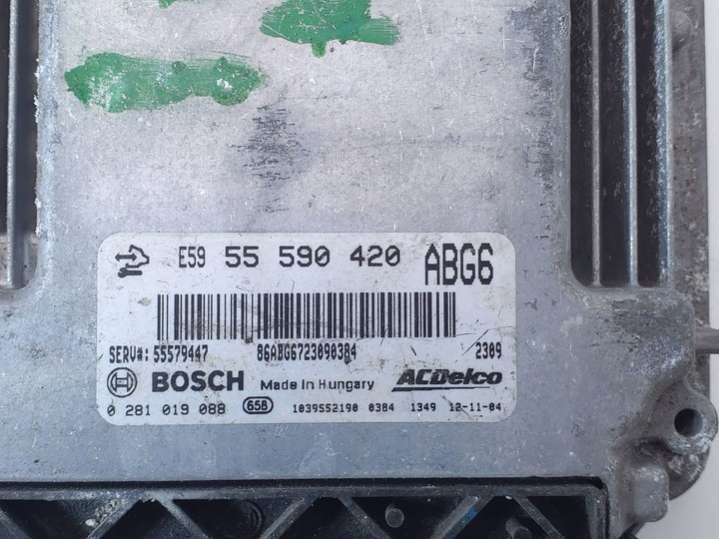 E59 55 590 420 ABG6
SERV#: 55579447 86ABG6723090384 2309
BOSCH Made in Hungary ACDelco
0 281 019 088 658 1039552190 0384 1349 12-11-04